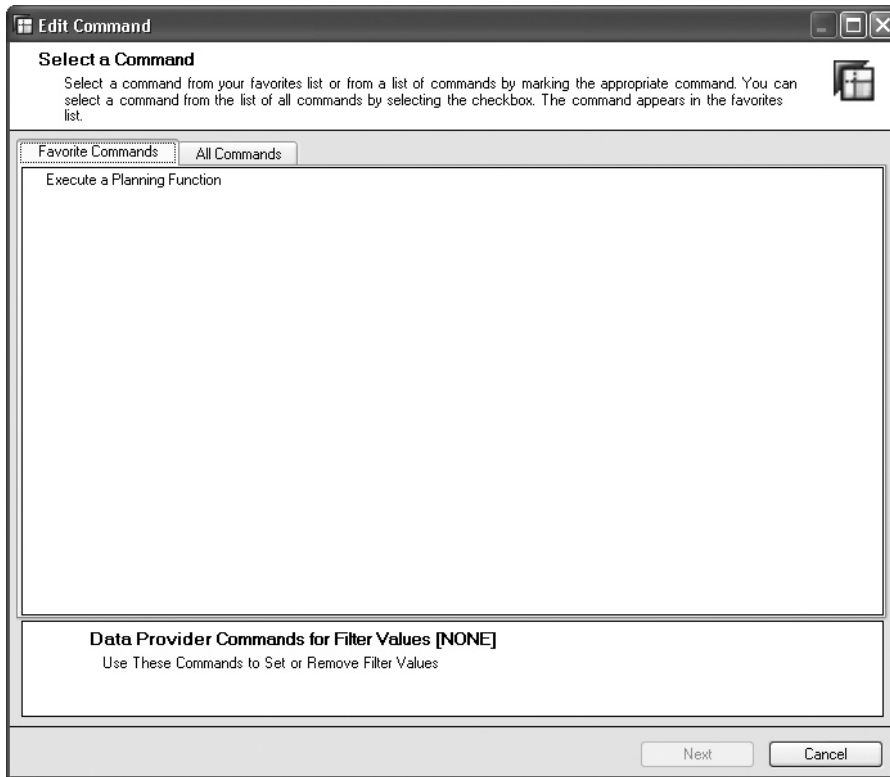 Edit Command
Select a Command
Select a command from your favorites list or from a list of commands by marking the appropriate command. You can
select a command from the list of all commands by selecting the checkbox. The command appears in the favorites
list.
Favorite Commands
All Commands
Execute a Planning Function
Data Provider Commands for Filter Values [NONE]
Use These Commands to Set or Remove Filter Values
Next
Cancel